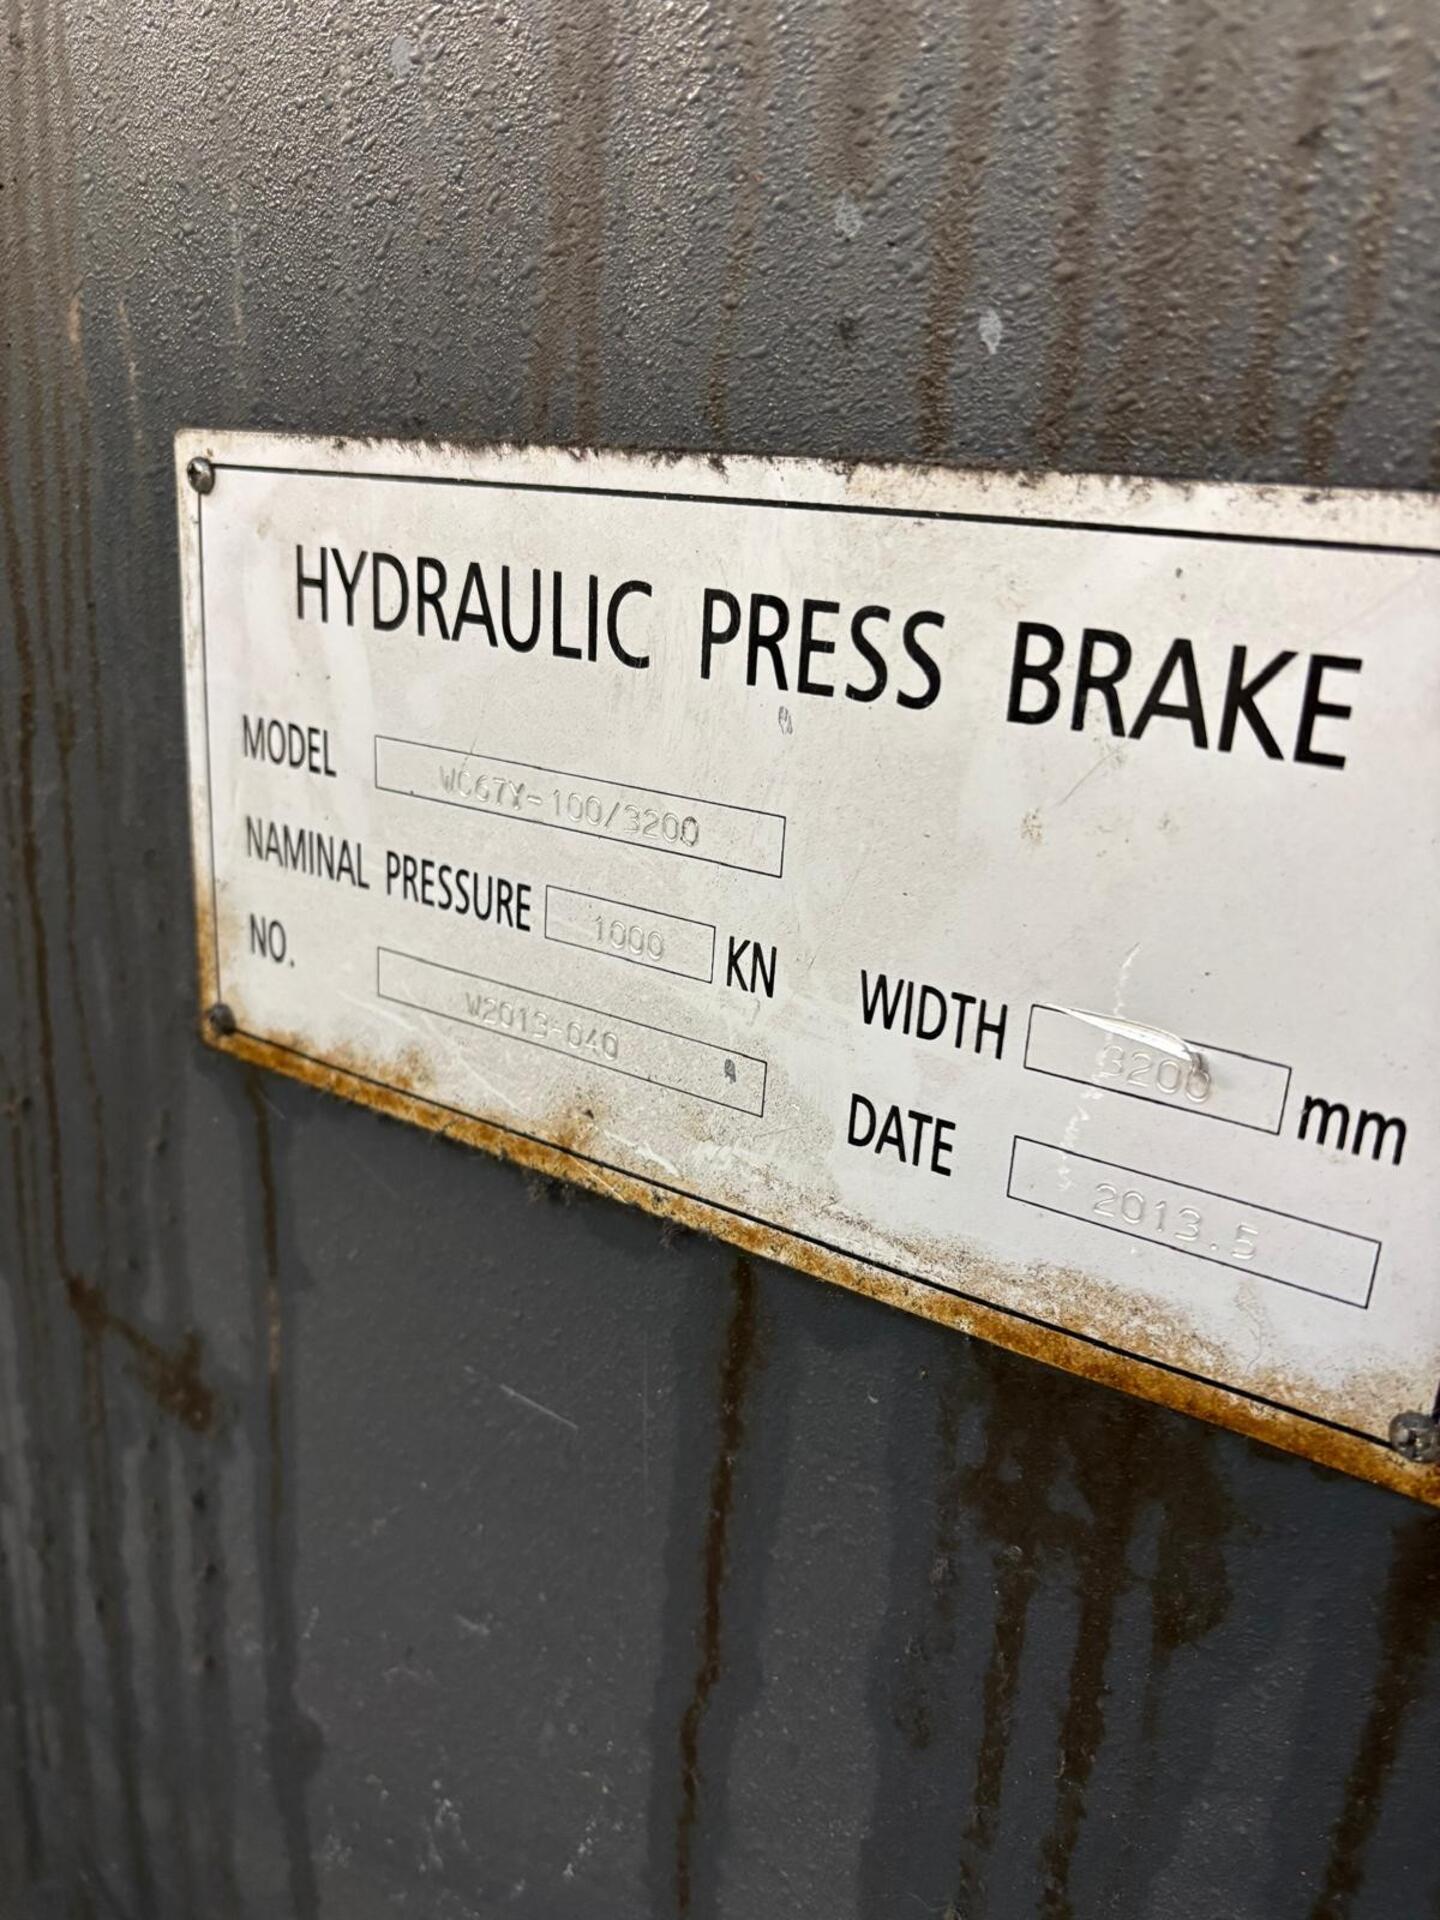 HYDRAULIC PRESS BRAKE
MODEL WC67Y-100/3200
NAMINAL PRESSURE 1000 KN
NO. W2013-040
WIDTH 3200 mm
DATE 2013.5